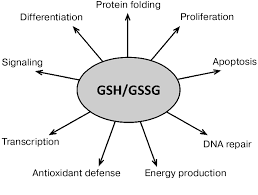 Protein folding
Differentiation
Proliferation
Signaling
Apoptosis
GSH/GSSG
Transcription
DNA repair
Antioxidant defense
Energy production